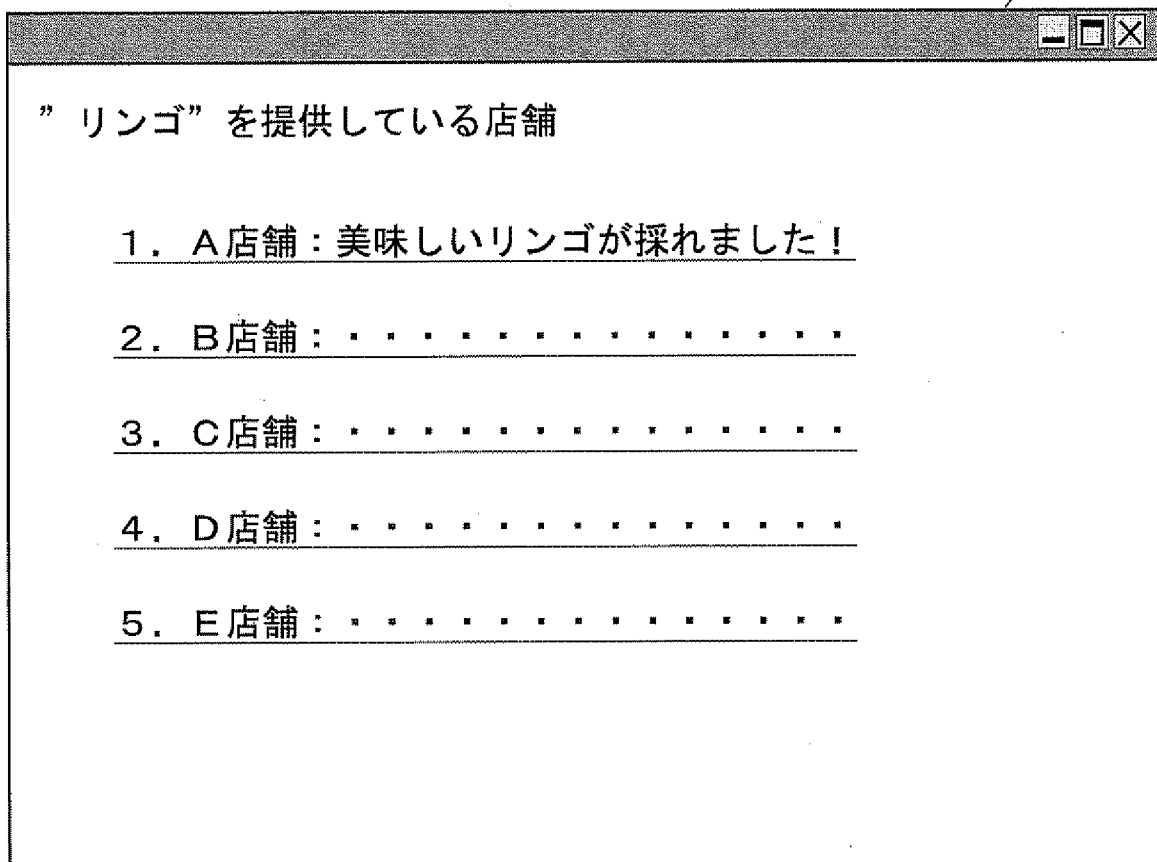 ”リンゴ”を提供している店舗
１．Ａ店舗：美味しいリンゴが採れました！
２．Ｂ店舗：・・・・・・・・・・・・・・
３．Ｃ店舗：・・・・・・・・・・・・・・
４．Ｄ店舗：・・・・・・・・・・・・・・
５．Ｅ店舗：・・・・・・・・・・・・・・